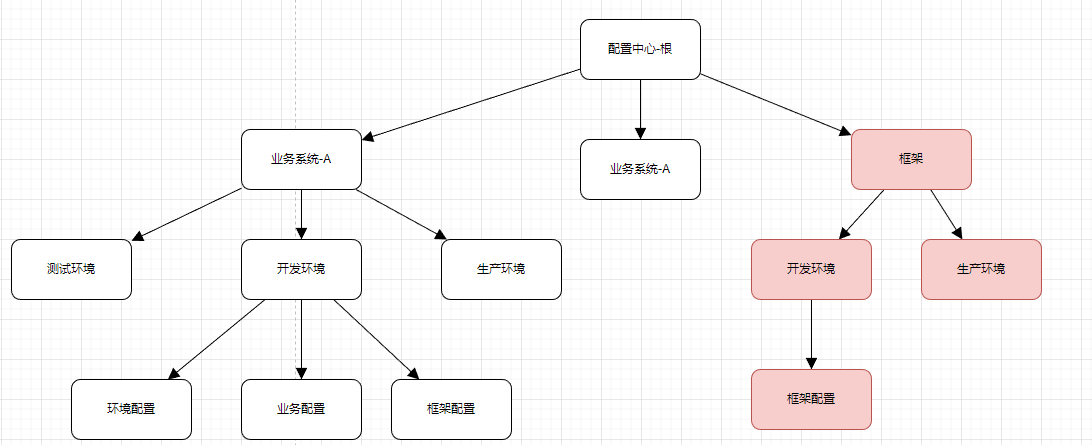 配置中心-根
业务系统-A
业务系统-A
框架
测试环境
开发环境
生产环境
开发环境
生产环境
环境配置
业务配置
框架配置
框架配置